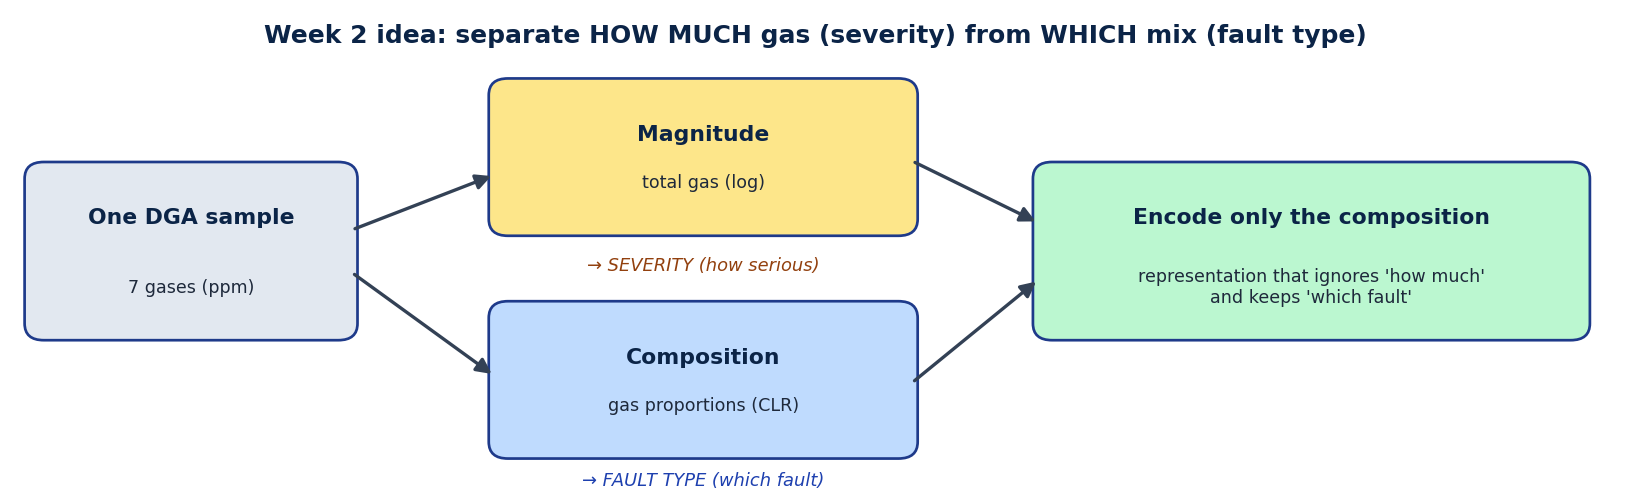 Week 2 idea: separate HOW MUCH gas (severity) from WHICH mix (fault type)
One DGA sample
7 gases (ppm)
Magnitude
total gas (log)
→ SEVERITY (how serious)
Composition
gas proportions (CLR)
→ FAULT TYPE (which fault)
Encode only the composition
representation that ignores 'how much'
and keeps 'which fault'